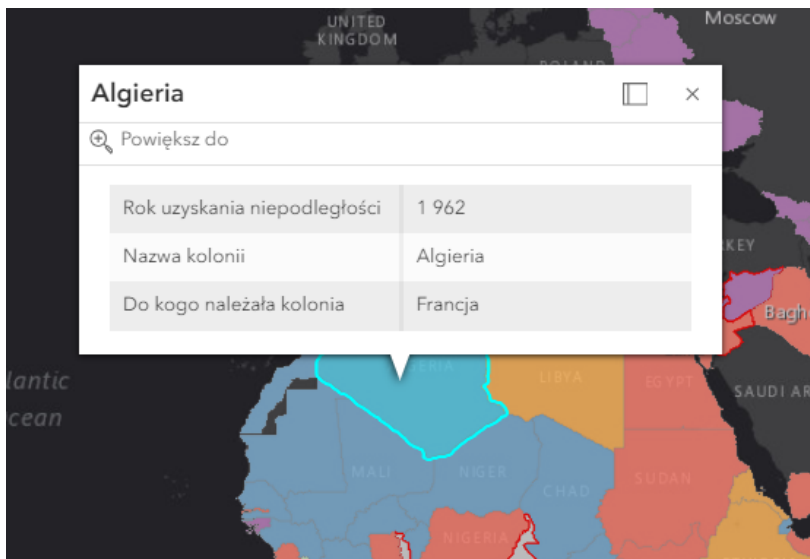 UNITED
KINGDOM
Moscow
Algieria
Powiększ do
Rok uzyskania niepodległości 1 962
Nazwa kolonii Algieria
Do kogo należała kolonia Francja
Bagh
lantic
cean
LIBYA
EGYPT
SAUDI AR
MALI
NIGER
CHAD
SUDAN
NIGERIA